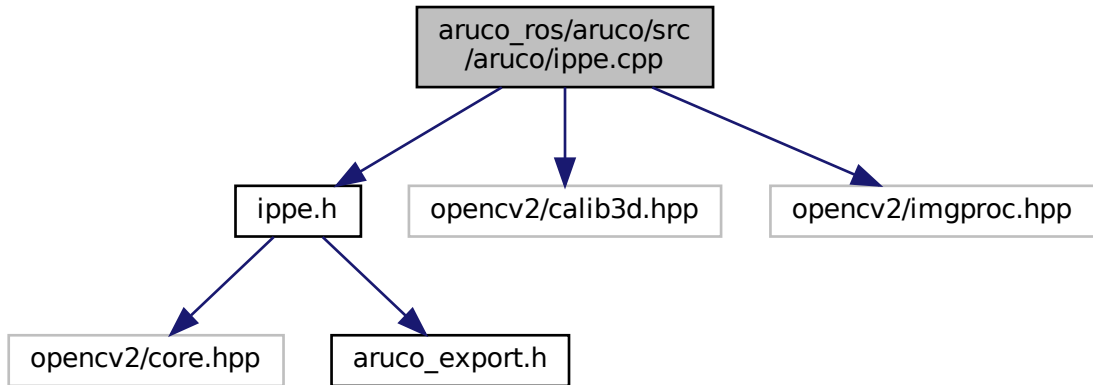 aruco_ros/aruco/src
/aruco/ippe.cpp
ippe.h
opencv2/calib3d.hpp
opencv2/imgproc.hpp
opencv2/core.hpp
aruco_export.h